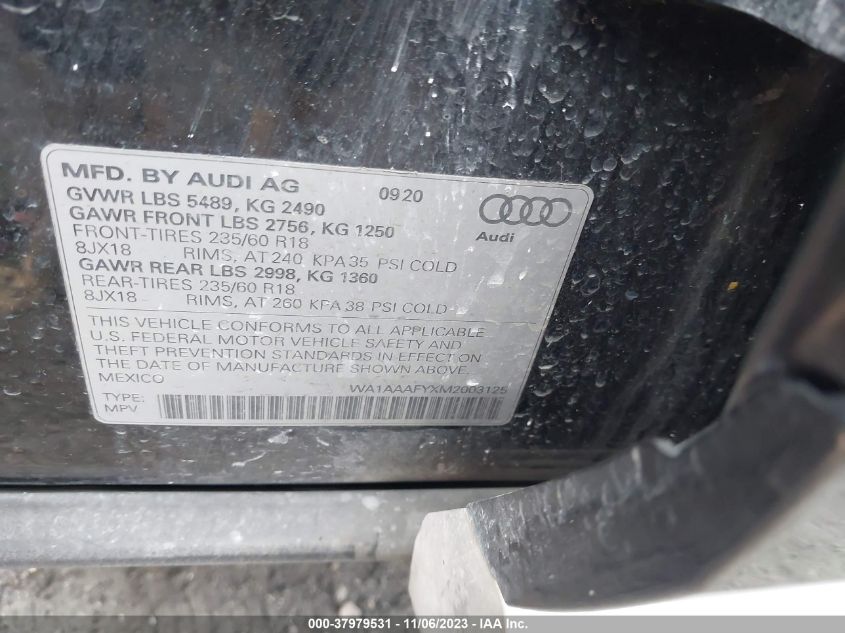 MFD. BY AUDI AG 09 20
GVWR LBS 5489, KG 2490
GAWR FRONT LBS 2756, KG 1250
FRONT-TIRES 235/60 R18
8JX18 RIMS, AT 240 KPA 35 PSI COLD
GAWR REAR LBS 2998, KG 1360
REAR-TIRES 235/60 R18
8JX18 RIMS, AT 260 KPA 38 PSI COLD
Audi
THIS VEHICLE CONFORMS TO ALL APPLICABLE
U.S. FEDERAL MOTOR VEHICLE SAFETY AND
THEFT PREVENTION STANDARDS IN EFFECT ON
THE DATE OF MANUFACTURE SHOWN ABOVE.
MEXICO WA1AAAFYXM2003125
TYPE:
MPV
000-37979531 - 11/06/2023 - IAA Inc.